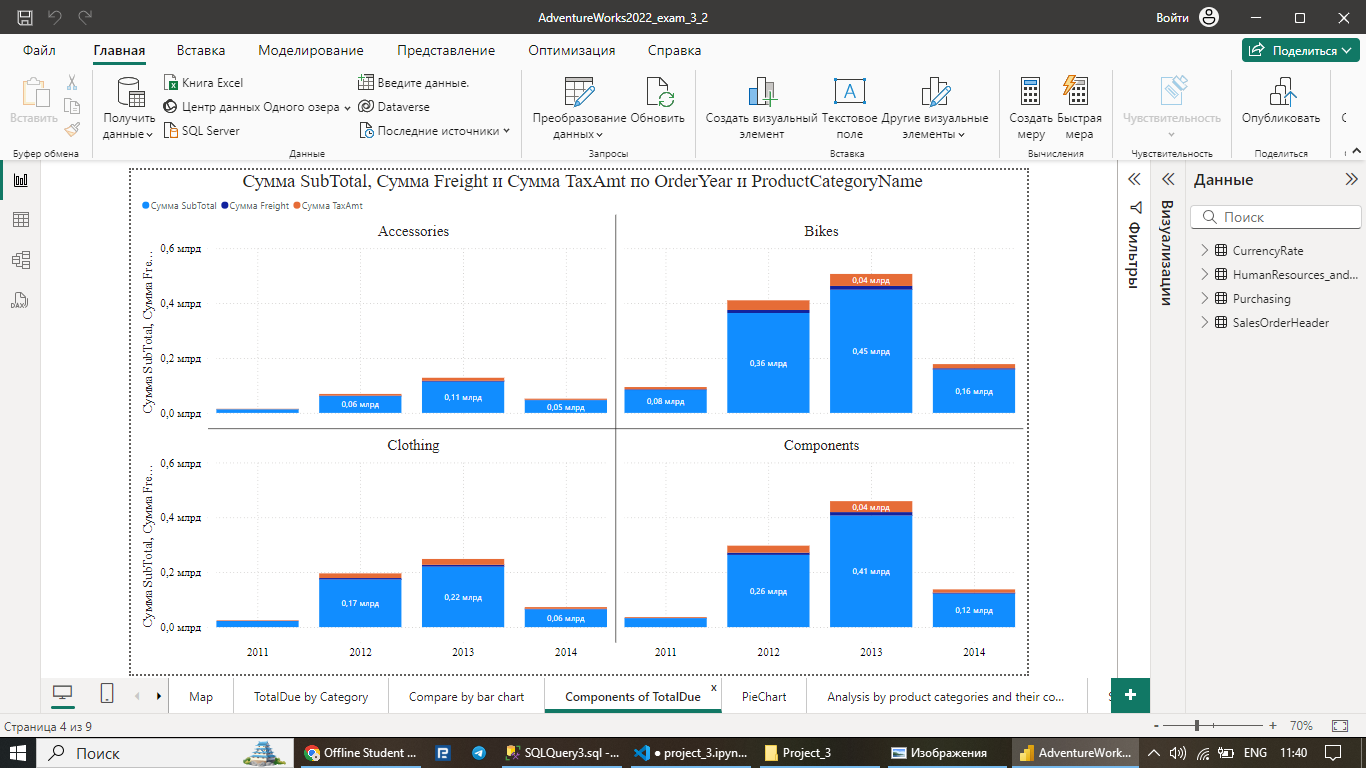 AdventureWorks2022_exam_3_2
Войти
Файл Главная Вставка Моделирование Представление Оптимизация Справка
Поделиться
Вставить
Буфер обмена
Получить данные
Книга Excel
Центр данных Одного озера
SQL Server
Введите данные.
Dataverse
Последние источники
Данные
Преобразование данных
Обновить
Запросы
Создать визуальный элемент
Текстовое поле
Другие визуальные элементы
Вставка
Создать меру
Быстрая мера
Вычисления
Чувствительность
Чувствительность
Опубликовать
Поделиться
Сумма SubTotal, Сумма Freight и Сумма TaxAmt по OrderYear и ProductCategoryName
Сумма SubTotal Сумма Freight Сумма TaxAmt
Accessories
Bikes
Сумма SubTotal, Сумма Fre...
0,6 млрд
0,4 млрд
0,2 млрд
0,0 млрд
0,06 млрд
0,11 млрд
0,05 млрд
0,08 млрд
0,36 млрд
0,04 млрд
0,45 млрд
0,16 млрд
Clothing
Components
Сумма SubTotal, Сумма Fre...
0,6 млрд
0,4 млрд
0,2 млрд
0,0 млрд
0,17 млрд
0,22 млрд
0,06 млрд
0,26 млрд
0,04 млрд
0,41 млрд
0,12 млрд
2011 2012 2013 2014 2011 2012 2013 2014
Фильтры
Визуализации
Данные
Поиск
CurrencyRate
HumanResources_and...
Purchasing
SalesOrderHeader
Map
TotalDue by Category
Compare by bar chart
Components of TotalDue
x
PieChart
Analysis by product categories and their co...
Страница 4 из 9
- + 70%
Поиск
Offline Student ...
SQLQuery3.sql -...
● project_3.ipyn...
Project_3
Изображения
AdventureWork...
ENG
11:40